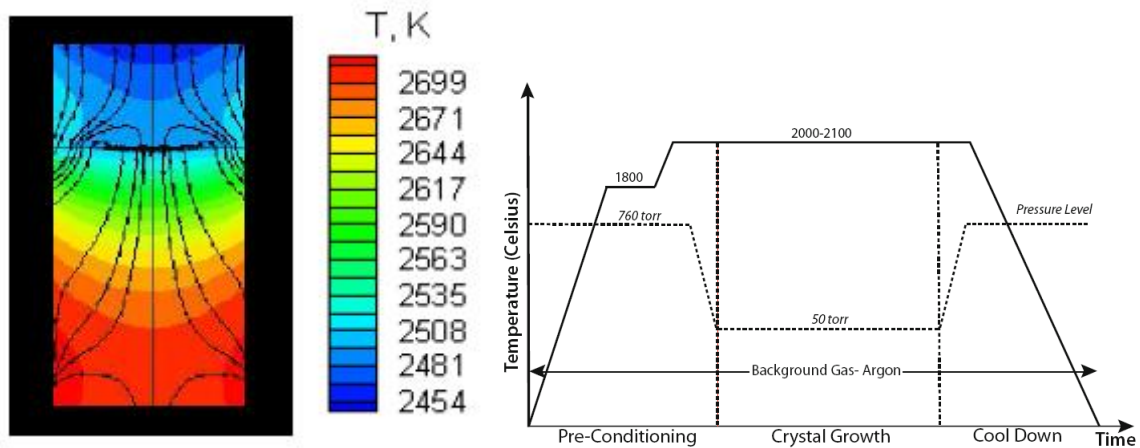 T, K
2699
2671
2644
2617
2590
2563
2535
2508
2481
2454
Temperature (Celsius)
2000-2100
1800
760 torr
Pressure Level
50 torr
Background Gas- Argon
Pre-Conditioning
Crystal Growth
Cool Down
Time